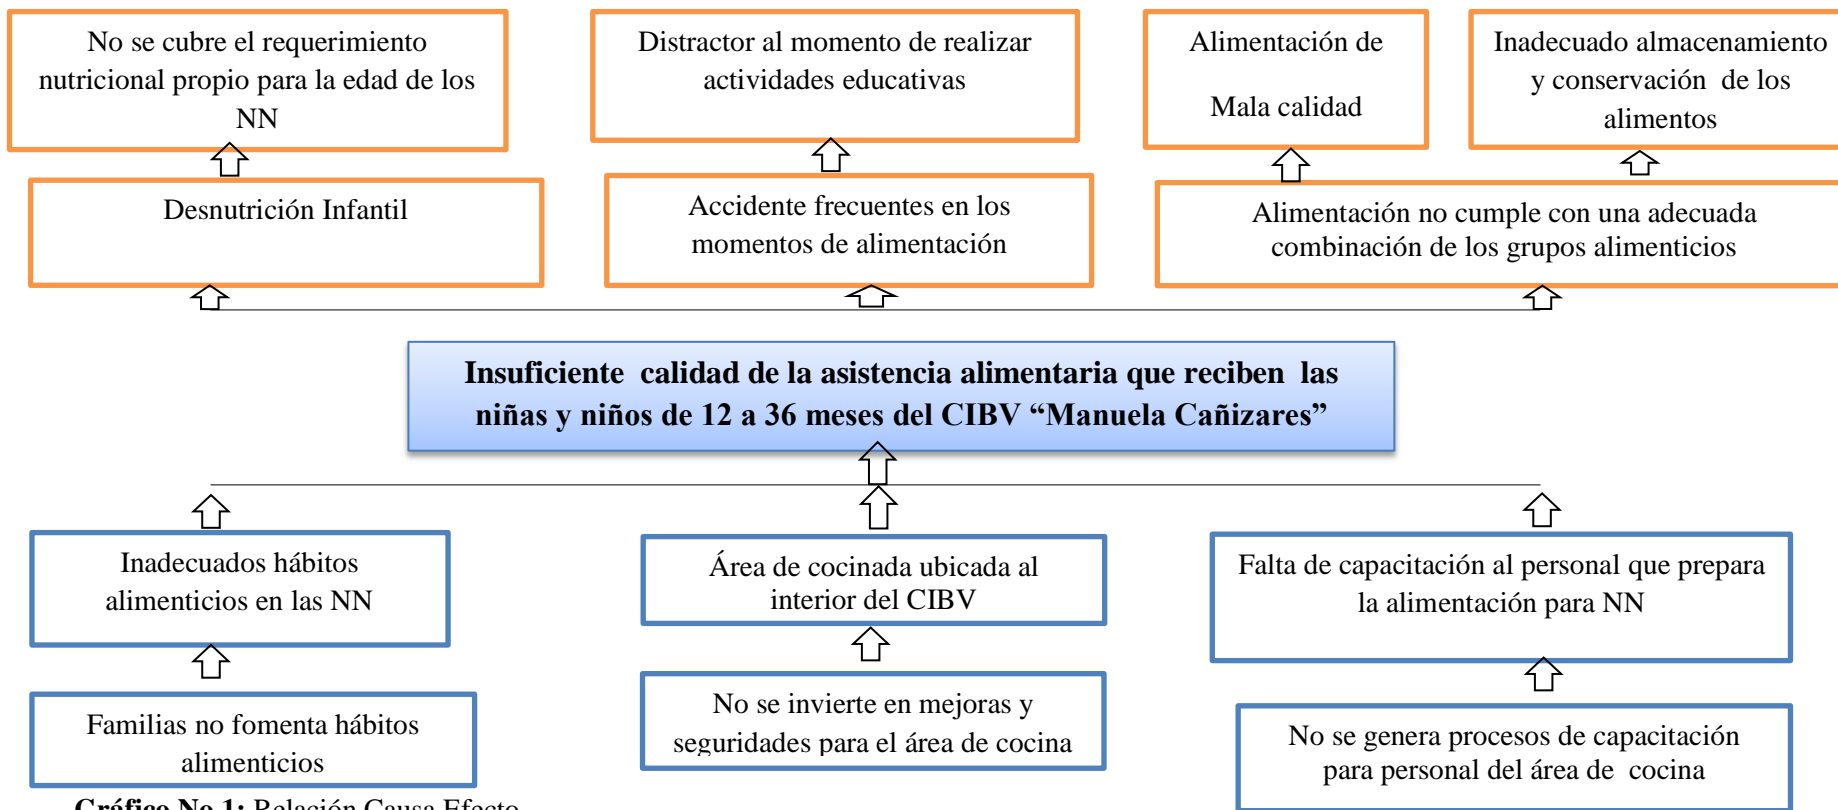 No se cubre el requerimiento
nutricional propio para la edad de los
NN
Distractor al momento de realizar
actividades educativas
Alimentación de
Mala calidad
Inadecuado almacenamiento
y conservación de los
alimentos
Desnutrición Infantil
Accidente frecuentes en los
momentos de alimentación
Alimentación no cumple con una adecuada
combinación de los grupos alimenticios
Insuficiente calidad de la asistencia alimentaria que reciben las
niñas y niños de 12 a 36 meses del CIBV “Manuela Cañizares”
Inadecuados hábitos
alimenticios en las NN
Área de cocinada ubicada al
interior del CIBV
Falta de capacitación al personal que prepara
la alimentación para NN
Familias no fomenta hábitos
alimenticios
No se invierte en mejoras y
seguridades para el área de cocina
No se genera procesos de capacitación
para personal del área de cocina
Gráfico No 1: Relación Causa Efecto